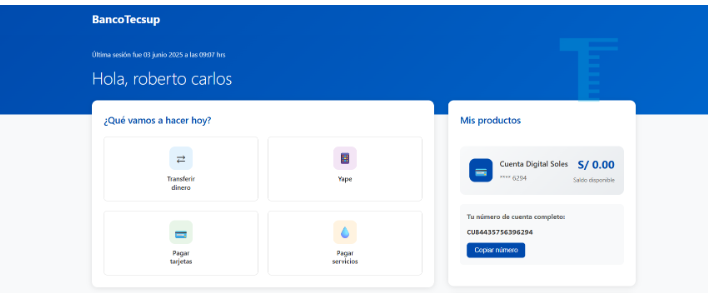 BancoTecsup
Última sesión fue 03 junio 2025 a las 09:07 hrs
Hola, roberto carlos
¿Qué vamos a hacer hoy?
Transferir
dinero
Yape
Pagar
tarjetas
Pagar
servicios
Mis productos
Cuenta Digital Soles
**** 6294
S/ 0.00
Saldo disponible
Tu número de cuenta completo:
CU84435756396294
Copiar número